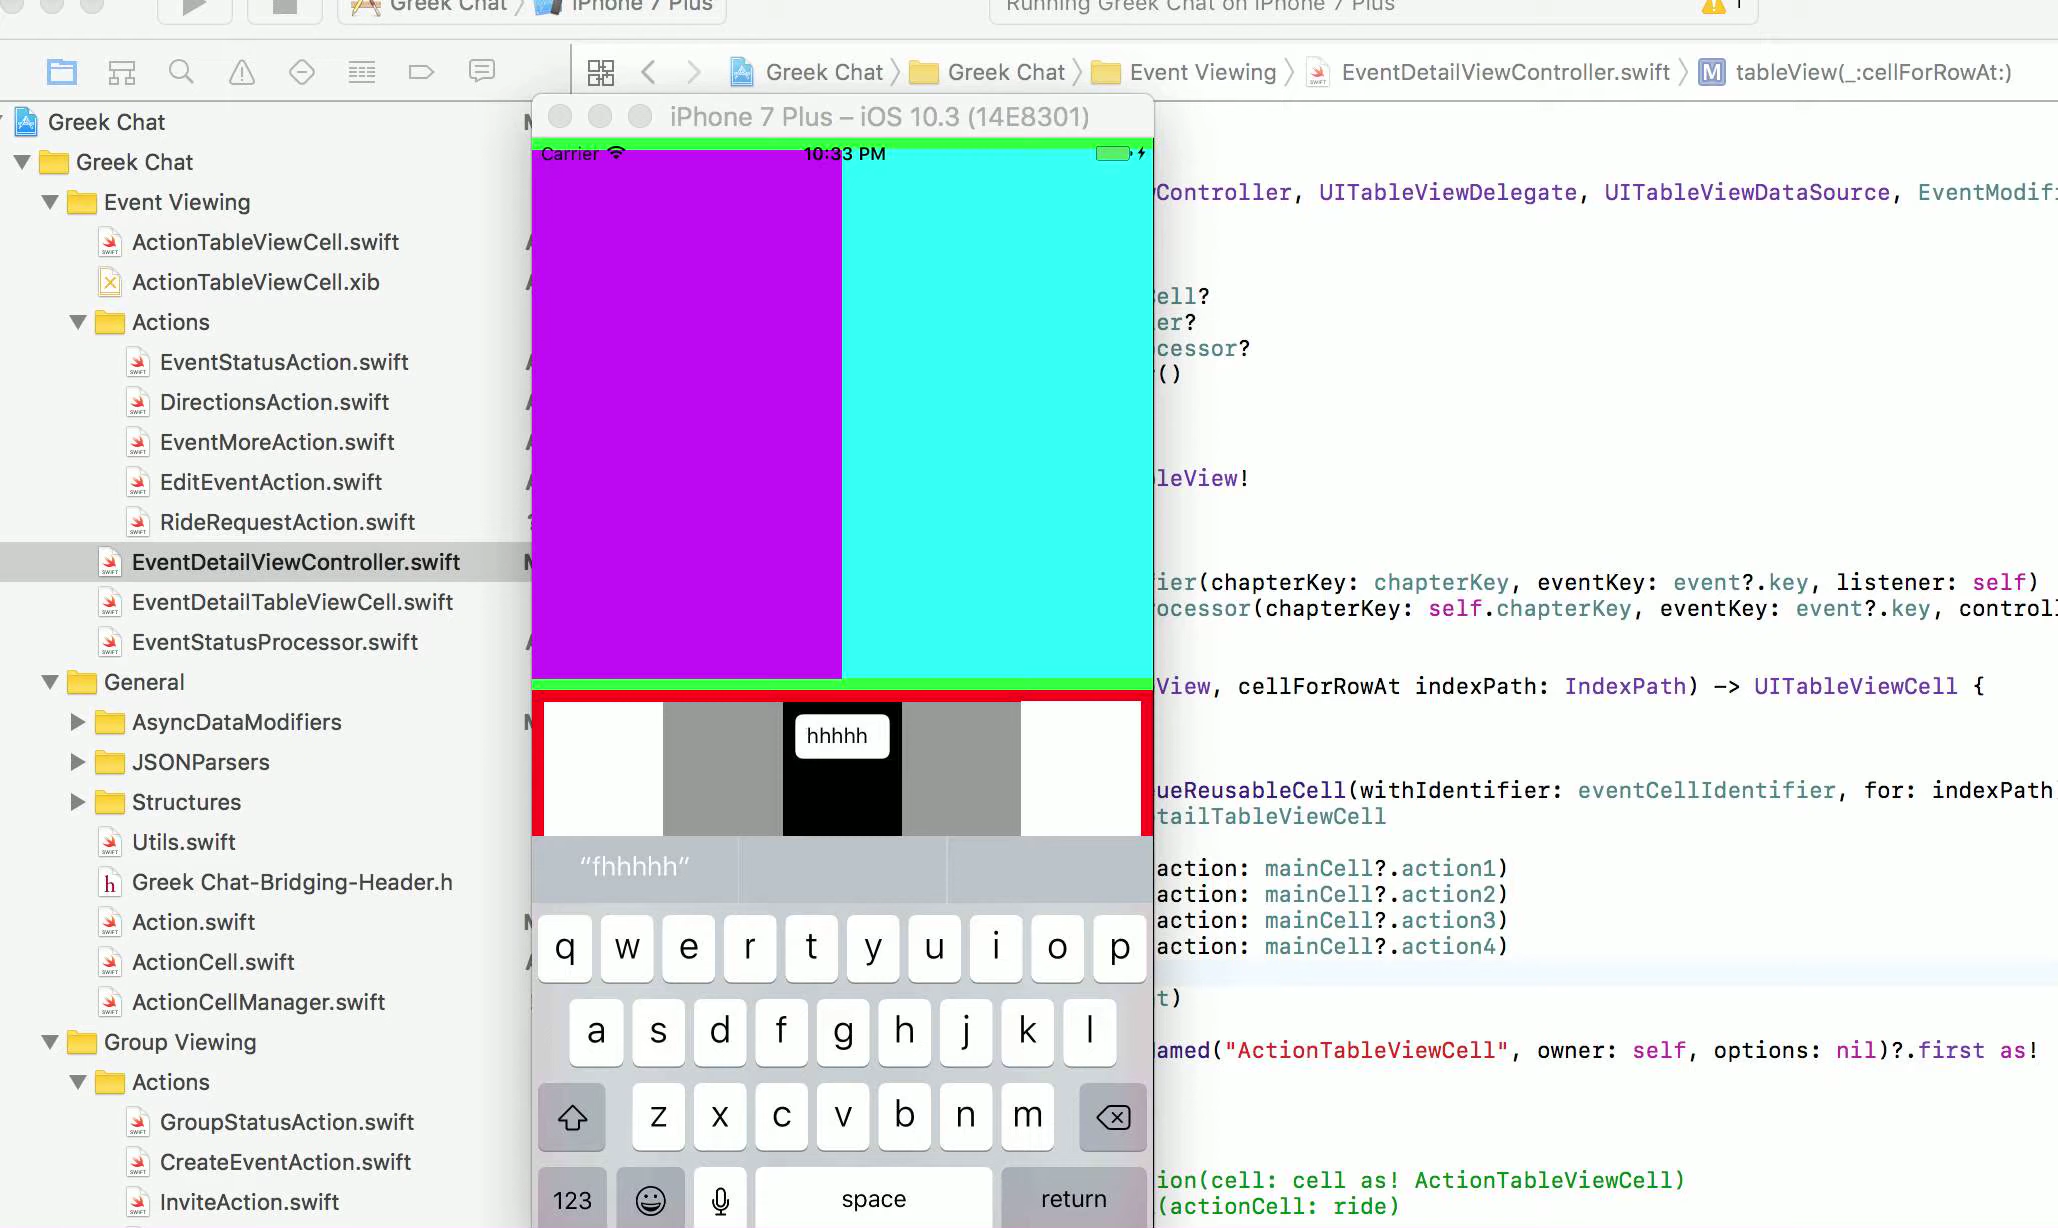 Greek Chat
iPhone 7 Plus
Running Greek Chat on iPhone 7 Plus
Greek Chat
Greek Chat
Event Viewing
EventDetailViewController.swift
M
tableView(_:cellForRowAt:)
Greek Chat
Greek Chat
Event Viewing
ActionTableViewCell.swift
ActionTableViewCell.xib
Actions
EventStatusAction.swift
DirectionsAction.swift
EventMoreAction.swift
EditEventAction.swift
RideRequestAction.swift
EventDetailViewController.swift
EventDetailTableViewCell.swift
EventStatusProcessor.swift
General
AsyncDataModifiers
JSONParsers
Structures
Utils.swift
h Greek Chat-Bridging-Header.h
Action.swift
ActionCell.swift
ActionCellManager.swift
Group Viewing
Actions
GroupStatusAction.swift
CreateEventAction.swift
InviteAction.swift
iPhone 7 Plus – iOS 10.3 (14E8301)
Carrier
10:33 PM
hhhhh
“fhhhhh”
q w e r t y u i o p
a s d f g h j k l
z x c v b n m
123
space
return
Controller, UITableViewDelegate, UITableViewDataSource, EventModifi
ell?
er?
cessor?
()
leView!
ier(chapterKey: chapterKey, eventKey: event?.key, listener: self)
ocessor(chapterKey: self.chapterKey, eventKey: event?.key, controll
View, cellForRowAt indexPath: IndexPath) -> UITableViewCell {
ueReusableCell(withIdentifier: eventCellIdentifier, for: indexPath)
tailTableViewCell
action: mainCell?.action1)
action: mainCell?.action2)
action: mainCell?.action3)
action: mainCell?.action4)
t)
amed("ActionTableViewCell", owner: self, options: nil)?.first as!
ion(cell: cell as! ActionTableViewCell)
(actionCell: ride)